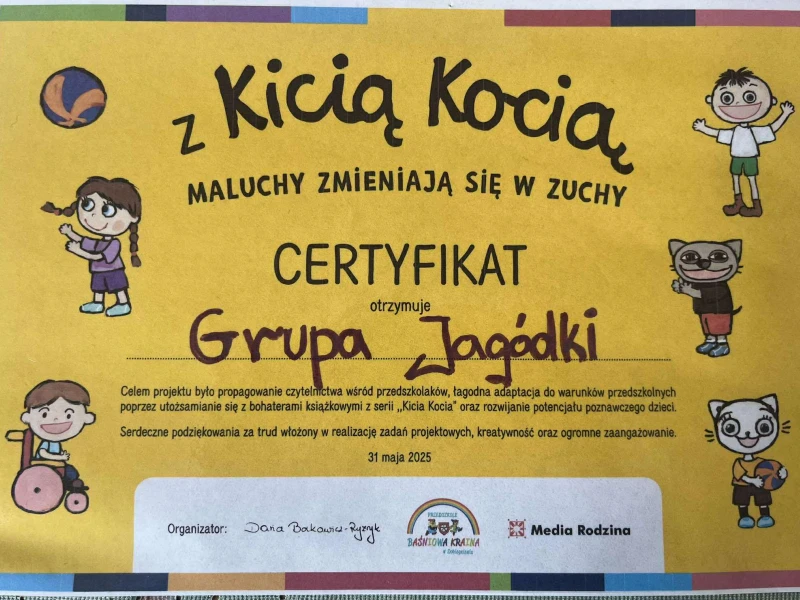 z Kicią Kocią
MALUCHY ZMIENIAJĄ SIĘ W ZUCHY
CERTYFIKAT
otrzymuje
Grupa Jagódki
Celem projektu było propagowanie czytelnictwa wśród przedszkolaków, łagodna adaptacja do warunków przedszkolnych
poprzez utożsamianie się z bohaterami książkowymi z serii „Kicia Kocia" oraz rozwijanie potencjału poznawczego dzieci.
Serdeczne podziękowania za trud włożony w realizację zadań projektowych, kreatywność oraz ogromne zaangażowanie.
31 maja 2025
Organizator:
PRZEDSZKOLE
BAŚNIOWA KRAINA
Media Rodzina